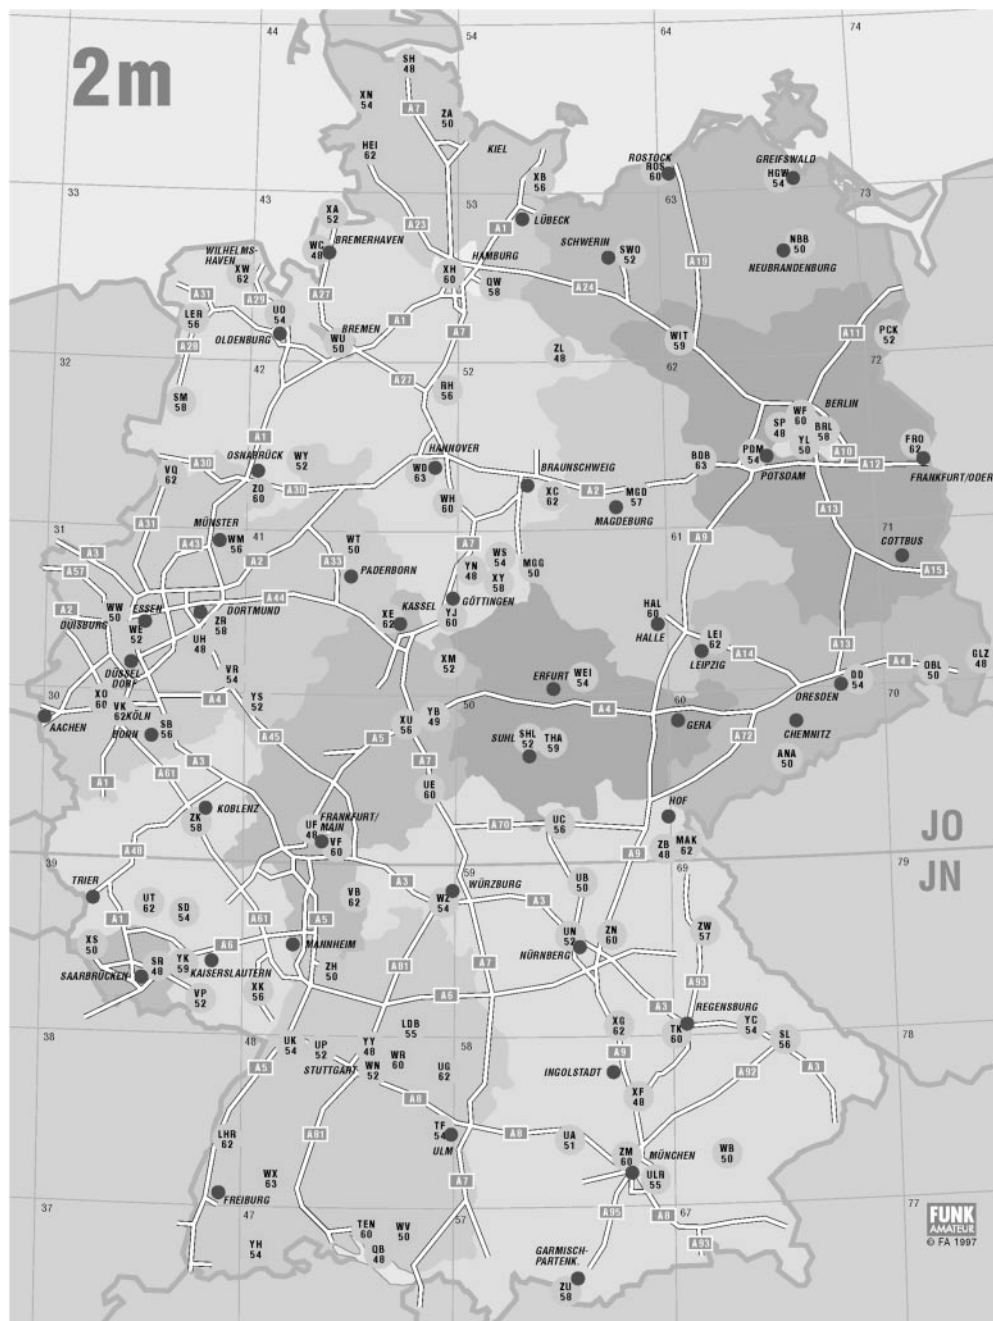 2m
44
54
64
74
SH
48
XN
54
A7
ZA
50
HEI
62
KIEL
XB
56
ROSTOCK
ROS
60
GREIFSWALD
HGW
54
33
43
53
63
73
XA
52
WC
48
BREMERHAVEN
A23
A1
LÜBECK
SCHWERIN
SWO
52
NBB
50
NEUBRANDENBURG
WILHELMS-
HAVEN
XW
62
XH
60
HAMBURG
QW
58
A19
A31
A29
A27
A24
LER
56
UO
54
OLDENBURG
BREMEN
WU
50
A1
A7
WIT
59
A11
PCK
52
A28
ZL
48
32
42
52
62
72
SM
58
A27
RH
56
A1
WF
60
BERLIN
SP
48
BRL
58
YL
50
PDM
54
POTSDAM
A10
A12
FRO
62
FRANKFURT/ODER
OSNABRÜCK
WY
52
HANNOVER
WD
63
BRAUNSCHWEIG
BDB
63
VQ
62
A30
ZO
60
A30
WH
60
XC
62
A2
MGD
57
MAGDEBURG
A13
31
41
61
71
A31
MÜNSTER
WM
56
A43
A3
A57
A2
WT
50
A33
PADERBORN
A7
WS
54
YN
48
XY
58
MGG
50
A9
COTTBUS
A15
A2
WW
50
ESSEN
DUISBURG
WE
52
A44
DORTMUND
ZR
58
UH
48
KASSEL
XE
62
YJ
60
GÖTTINGEN
HAL
60
HALLE
LEI
62
LEIPZIG
A14
A13
DÜSSEL-
DORF
VR
54
XM
52
ERFURT
WEI
54
A4
OBL
50
GLZ
48
DD
54
DRESDEN
30
XO
60
A4
YS
52
50
60
70
AACHEN
VK
62
KÖLN
BONN
SB
56
A45
A5
XU
56
YB
49
A4
GERA
CHEMNITZ
A72
SUHL
SHL
52
THA
59
ANA
50
A1
A61
A3
A7
UE
60
KOBLENZ
ZK
58
FRANKFURT/
MAIN
UF
48
VF
60
A70
UC
56
HOF
ZB
48
MAK
62
JO
JN
A48
A9
39
59
69
79
TRIER
UT
62
SD
54
A3
VB
62
WZ
54
WÜRZBURG
UB
50
A3
A1
A61
A5
XS
50
A6
MANNHEIM
UN
52
ZN
60
ZW
57
NÜRNBERG
SR
48
YK
59
KAISERSLAUTERN
SAARBRÜCKEN
ZH
50
A81
A7
A93
VP
52
XK
56
A6
A3
REGENSBURG
38
48
58
78
LDB
55
XG
62
TK
60
YC
54
SL
56
UK
54
UP
52
YY
48
STUTTGART
WN
52
WR
60
UG
62
A9
A5
INGOLSTADT
A92
A3
XF
48
A8
LHR
62
A81
TF
54
ULM
A8
UA
51
ZM
60
MÜNCHEN
ULR
55
WB
50
WX
63
FREIBURG
A7
37
47
57
67
77
A95
A8
A93
TEN
60
WV
50
QB
48
YH
54
GARMISCH-
PARTENK.
ZU
58
FUNK
AMATEUR
© FA 1997